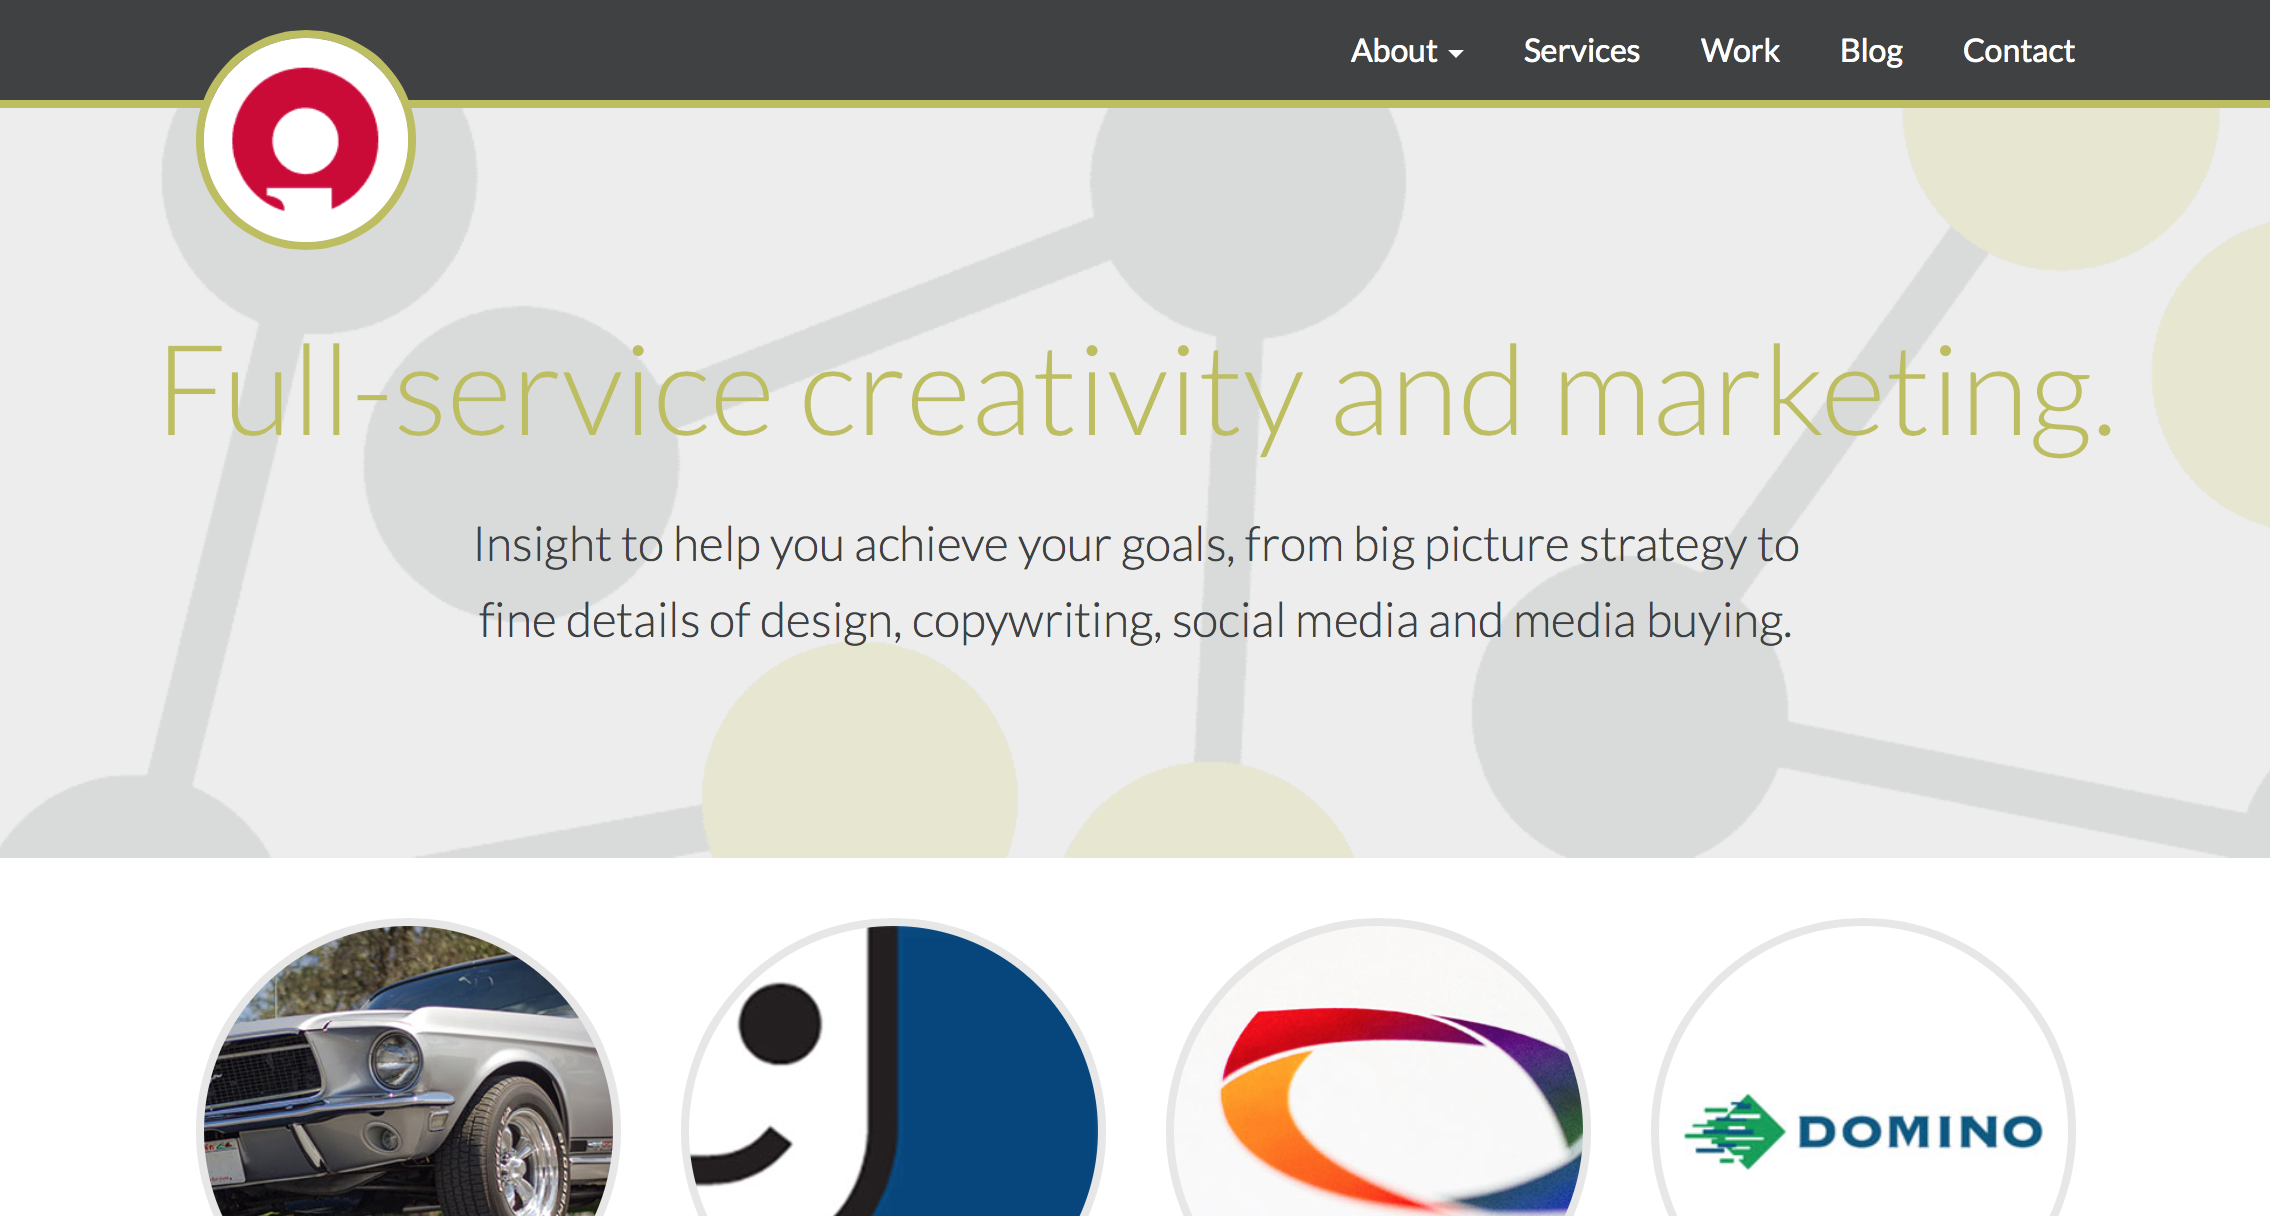 About Services Work Blog Contact
Full-service creativity and marketing.
Insight to help you achieve your goals, from big picture strategy to
fine details of design, copywriting, social media and media buying.
DOMINO